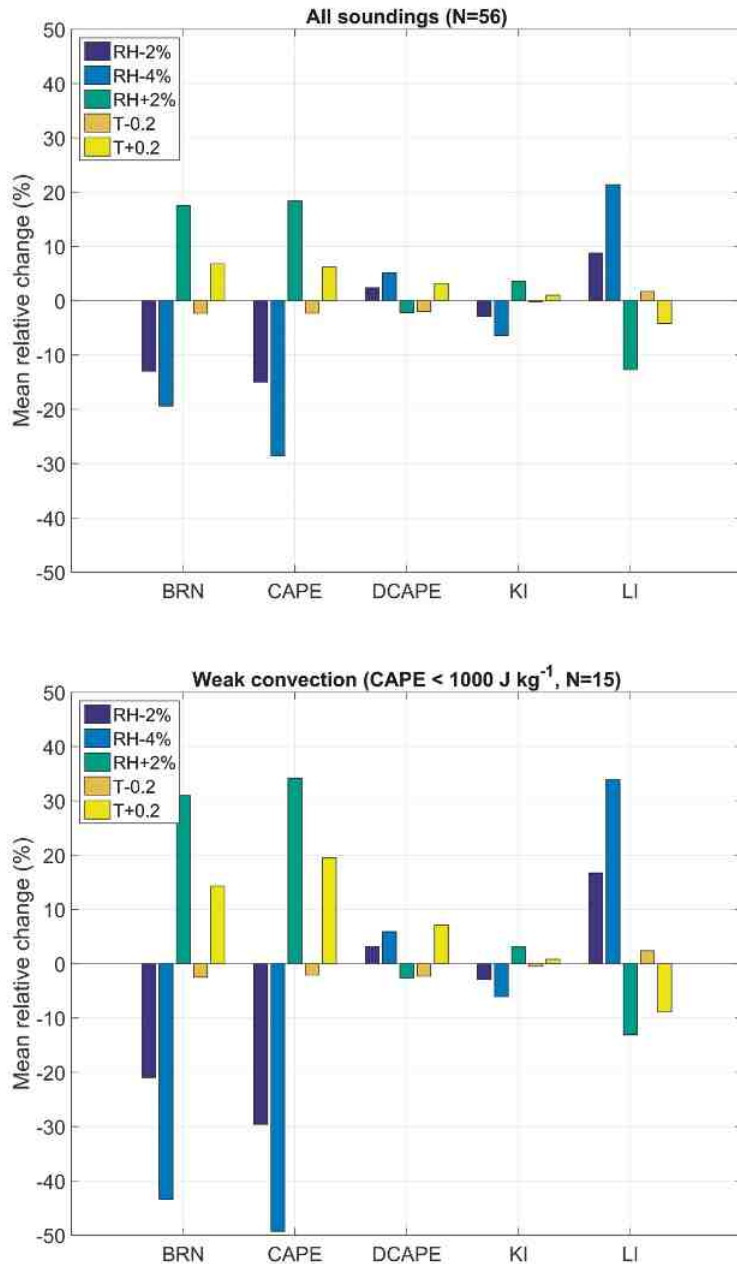 All soundings (N=56)
50
40
30
20
10
0
-10
-20
-30
-40
-50
Mean relative change (%)
RH-2%
RH-4%
RH+2%
T-0.2
T+0.2
BRN CAPE DCAPE KI LI
Weak convection (CAPE < 1000 J kg⁻¹, N=15)
50
40
30
20
10
0
-10
-20
-30
-40
-50
Mean relative change (%)
RH-2%
RH-4%
RH+2%
T-0.2
T+0.2
BRN CAPE DCAPE KI LI